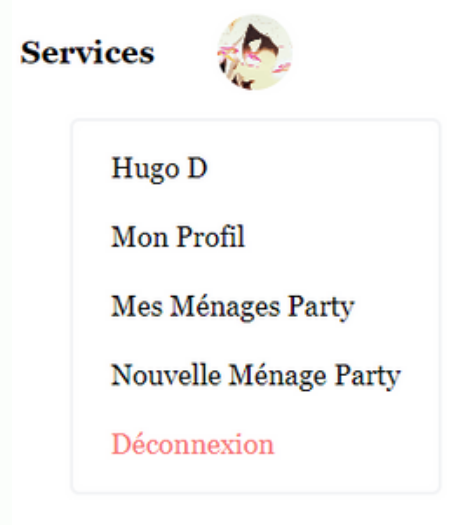 Services
Hugo D
Mon Profil
Mes Ménages Party
Nouvelle Ménage Party
Déconnexion